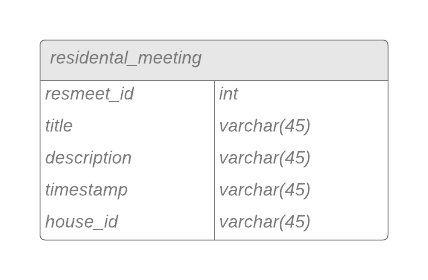 residental_meeting
resmeet_id int
title varchar(45)
description varchar(45)
timestamp varchar(45)
house_id varchar(45)